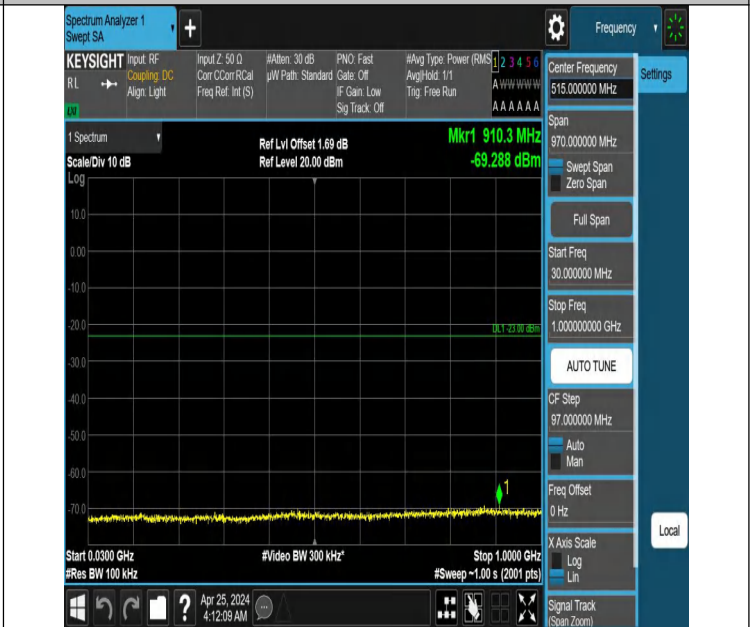 Spectrum Analyzer 1
Swept SA
+
Frequency
KEYSIGHT
RL
LXI
Input: RF
Coupling: DC
Align: Light
Input Z: 50 Ω
Corr CCorr RCal
Freq Ref: Int (S)
#Atten: 30 dB
µW Path: Standard
PNO: Fast
Gate: Off
IF Gain: Low
Sig Track: Off
#Avg Type: Power (RMS
Avg|Hold: 1/1
Trig: Free Run
1 2 3 4 5 6
A W W W W W
A A A A A A
1 Spectrum
Scale/Div 10 dB
Log
Ref Lvl Offset 1.69 dB
Ref Level 20.00 dBm
Mkr1 910.3 MHz
-69.288 dBm
10.0
0.00
-10.0
-20.0
-30.0
-40.0
-50.0
-60.0
-70.0
DL1 -23.00 dBm
1
Start 0.0300 GHz
#Res BW 100 kHz
#Video BW 300 kHz*
Stop 1.0000 GHz
#Sweep ~1.00 s (2001 pts)
?
Apr 25, 2024
4:12:09 AM
Center Frequency
515.000000 MHz
Settings
Span
970.000000 MHz
Swept Span
Zero Span
Full Span
Start Freq
30.000000 MHz
Stop Freq
1.000000000 GHz
AUTO TUNE
CF Step
97.000000 MHz
Auto
Man
Freq Offset
0 Hz
X Axis Scale
Log
Lin
Signal Track
(Span Zoom)
Local